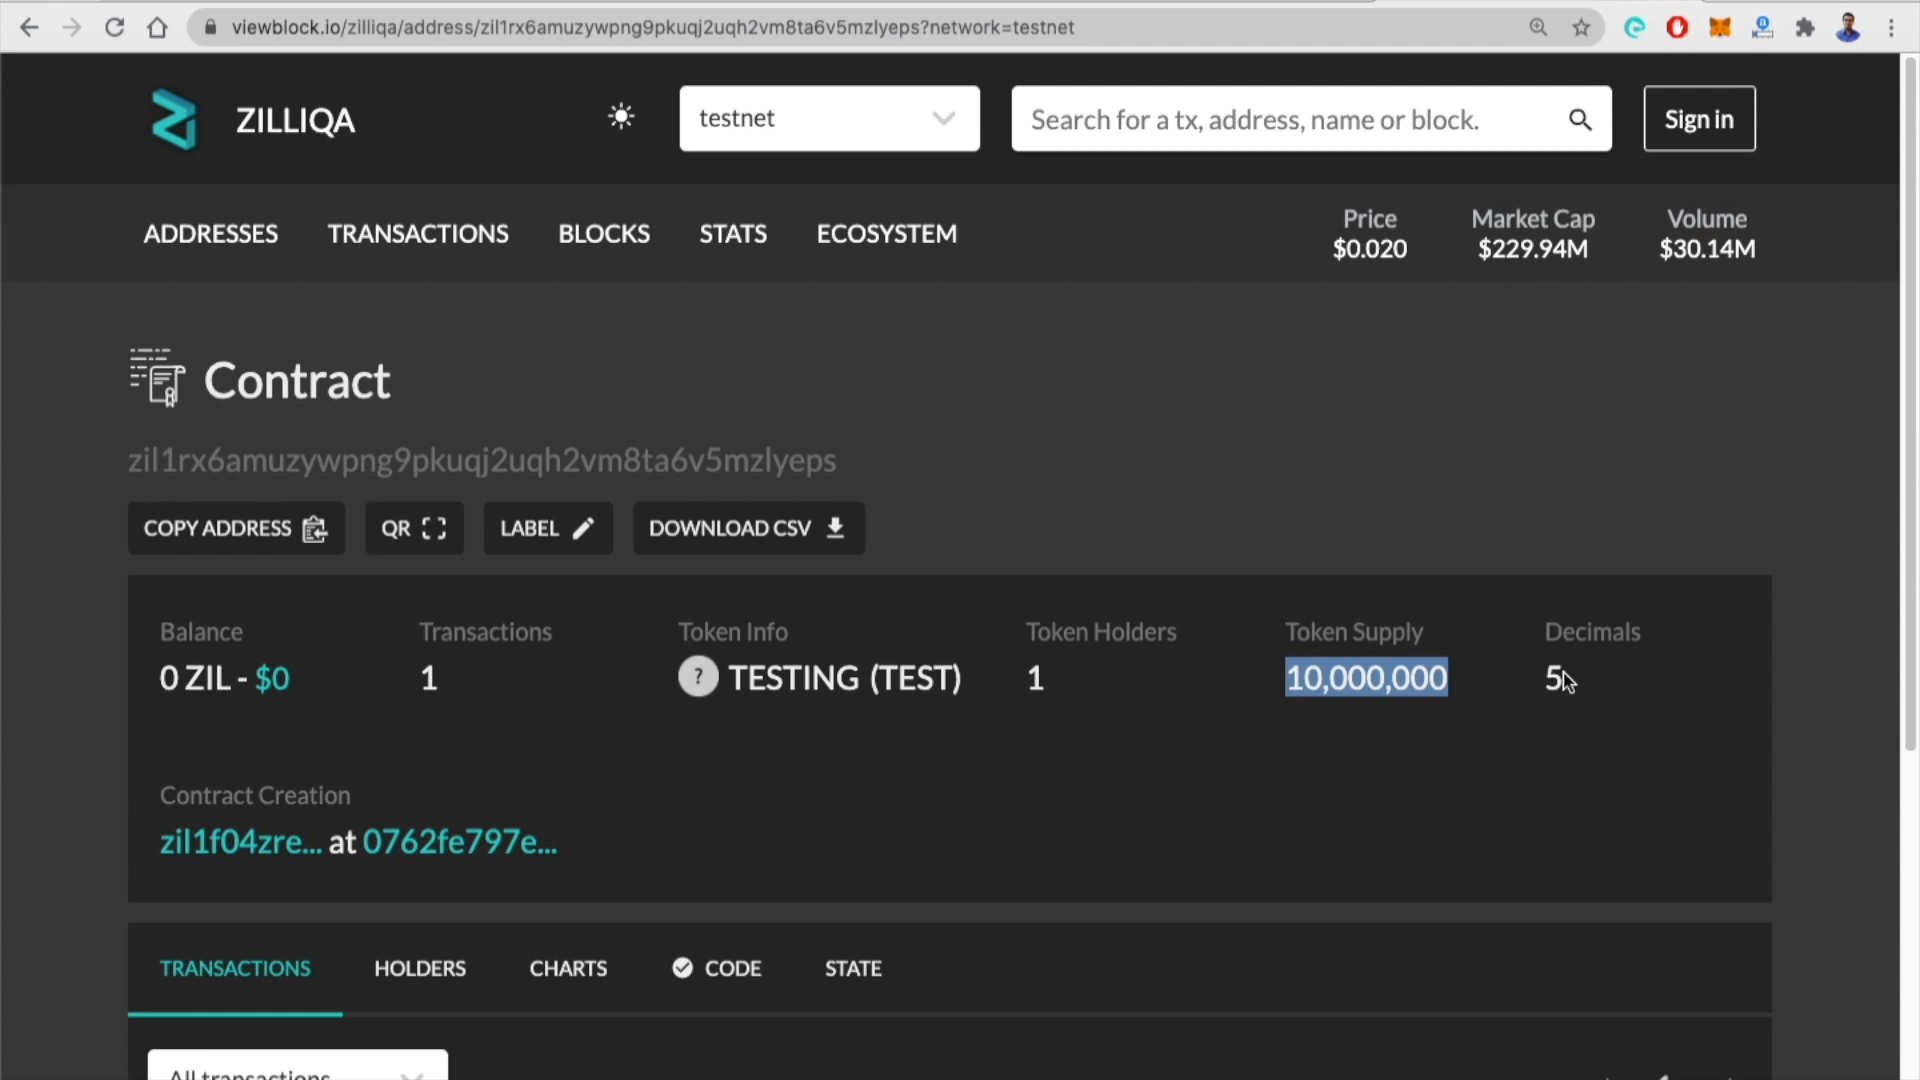 viewblock.io/zilliqa/address/zil1rx6amuzywpng9pkuqj2uqh2vm8ta6v5mzlyeps?network=testnet
ZILLIQA
testnet
Search for a tx, address, name or block.
Sign in
ADDRESSES TRANSACTIONS BLOCKS STATS ECOSYSTEM
Price Market Cap Volume
$0.020 $229.94M $30.14M
Contract
zil1rx6amuzywpng9pkuqj2uqh2vm8ta6v5mzlyeps
COPY ADDRESS QR LABEL DOWNLOAD CSV
Balance Transactions Token Info Token Holders Token Supply Decimals
0 ZIL - $0 1 ? TESTING (TEST) 1 10,000,000 5
Contract Creation
zil1f04zre... at 0762fe797e...
TRANSACTIONS HOLDERS CHARTS CODE STATE
All transactions